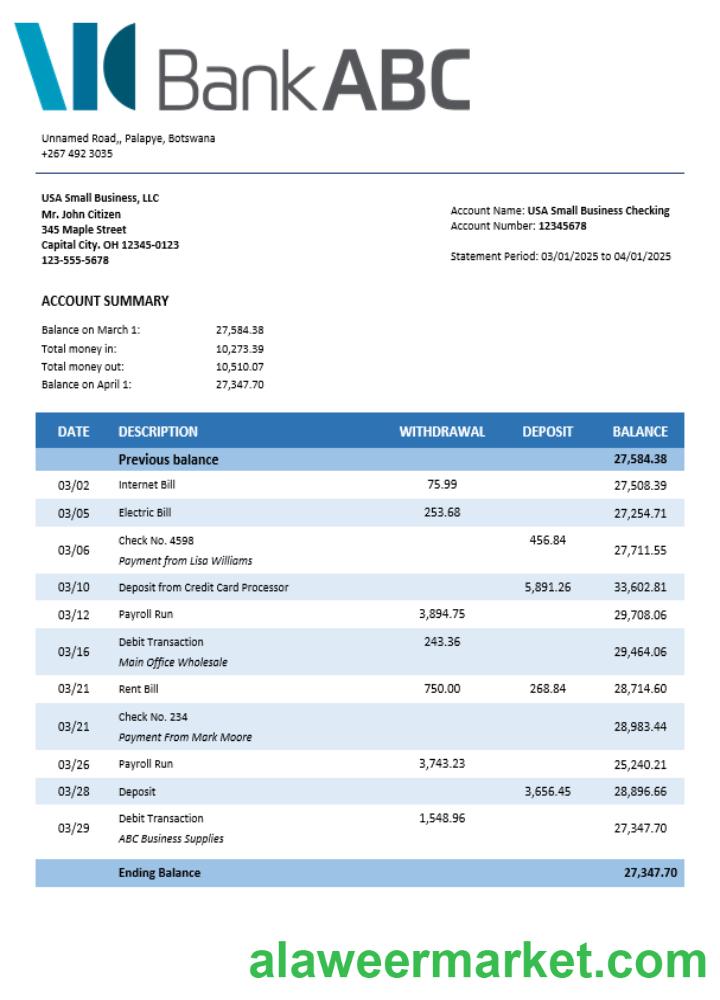 BankABC
Unnamed Road,, Palapye, Botswana
+267 492 3035
USA Small Business, LLC
Mr. John Citizen
345 Maple Street
Capital City. OH 12345-0123
123-555-5678
Account Name: USA Small Business Checking
Account Number: 12345678
Statement Period: 03/01/2025 to 04/01/2025
ACCOUNT SUMMARY
Balance on March 1: 27,584.38
Total money in: 10,273.39
Total money out: 10,510.07
Balance on April 1: 27,347.70
DATE DESCRIPTION WITHDRAWAL DEPOSIT BALANCE
Previous balance 27,584.38
03/02 Internet Bill 75.99 27,508.39
03/05 Electric Bill 253.68 27,254.71
03/06 Check No. 4598 456.84 27,711.55
Payment from Lisa Williams
03/10 Deposit from Credit Card Processor 5,891.26 33,602.81
03/12 Payroll Run 3,894.75 29,708.06
03/16 Debit Transaction 243.36 29,464.06
Main Office Wholesale
03/21 Rent Bill 750.00 268.84 28,714.60
03/21 Check No. 234 28,983.44
Payment From Mark Moore
03/26 Payroll Run 3,743.23 25,240.21
03/28 Deposit 3,656.45 28,896.66
03/29 Debit Transaction 1,548.96 27,347.70
ABC Business Supplies
Ending Balance 27,347.70
alaweermarket.com